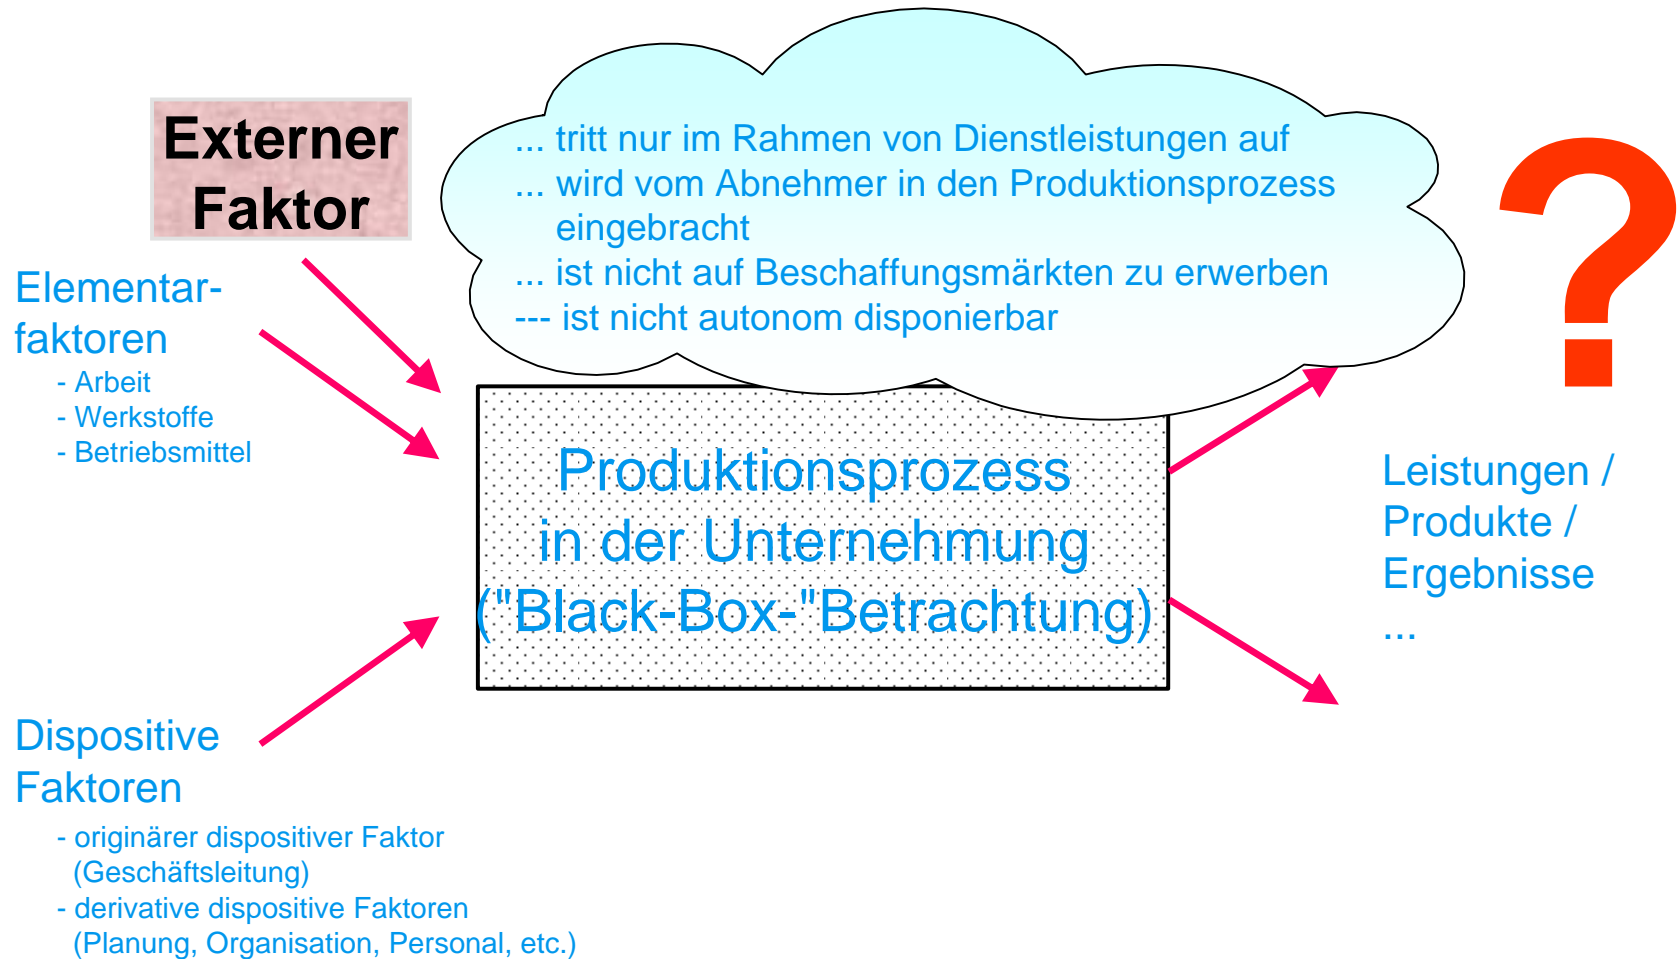 Externer
Faktor
... tritt nur im Rahmen von Dienstleistungen auf
... wird vom Abnehmer in den Produktionsprozess
eingebracht
... ist nicht auf Beschaffungsmärkten zu erwerben
--- ist nicht autonom disponierbar
?
Elementar-
faktoren
- Arbeit
- Werkstoffe
- Betriebsmittel
Produktionsprozess
in der Unternehmung
("Black-Box-"Betrachtung)
Leistungen /
Produkte /
Ergebnisse
...
Dispositive
Faktoren
- originärer dispositiver Faktor
(Geschäftsleitung)
- derivative dispositive Faktoren
(Planung, Organisation, Personal, etc.)